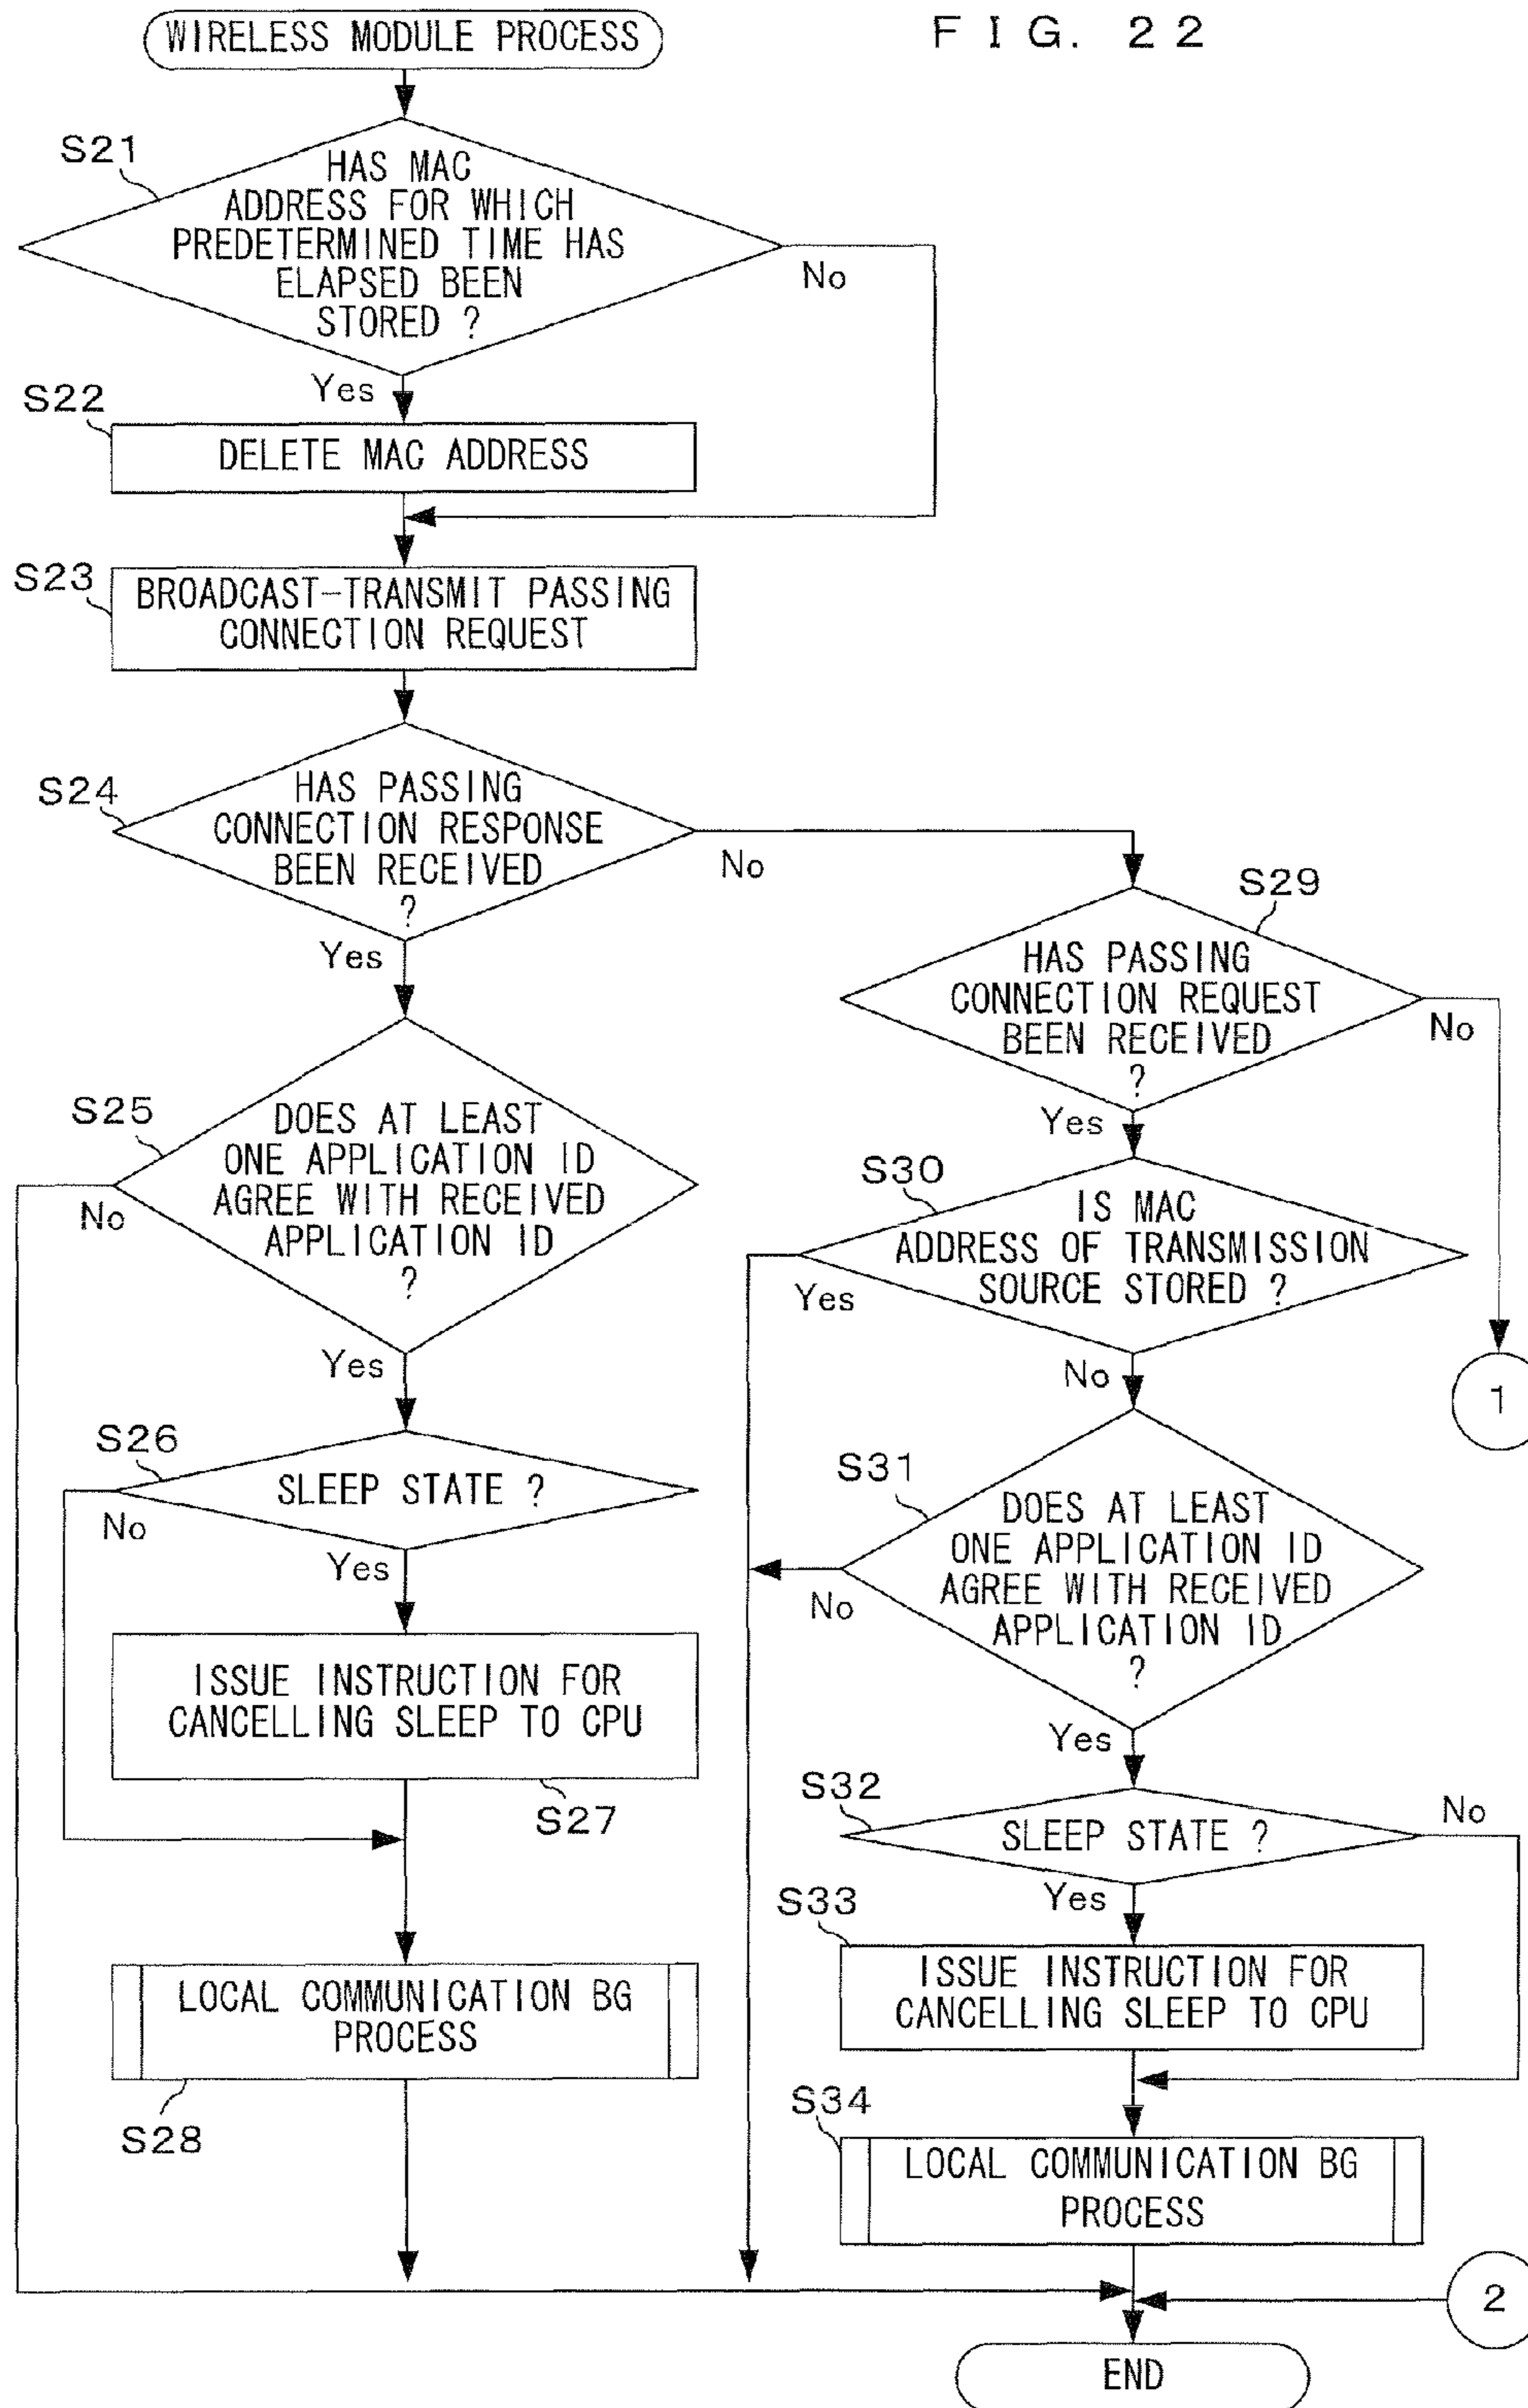 WIRELESS MODULE PROCESS
FIG. 22
S21
HAS MAC
ADDRESS FOR WHICH
PREDETERMINED TIME HAS
ELAPSED BEEN
STORED ?
No
Yes
S22
DELETE MAC ADDRESS
S23
BROADCAST-TRANSMIT PASSING
CONNECTION REQUEST
S24
HAS PASSING
CONNECTION RESPONSE
BEEN RECEIVED
?
No
Yes
S25
DOES AT LEAST
ONE APPLICATION ID
AGREE WITH RECEIVED
APPLICATION ID
?
No
Yes
S26
SLEEP STATE ?
No
Yes
ISSUE INSTRUCTION FOR
CANCELLING SLEEP TO CPU
S27
LOCAL COMMUNICATION BG
PROCESS
S28
S29
HAS PASSING
CONNECTION REQUEST
BEEN RECEIVED
?
No
Yes
1
S30
IS MAC
ADDRESS OF TRANSMISSION
SOURCE STORED ?
Yes
No
S31
DOES AT LEAST
ONE APPLICATION ID
AGREE WITH RECEIVED
APPLICATION ID
?
No
Yes
S32
SLEEP STATE ?
No
Yes
S33
ISSUE INSTRUCTION FOR
CANCELLING SLEEP TO CPU
S34
LOCAL COMMUNICATION BG
PROCESS
2
END